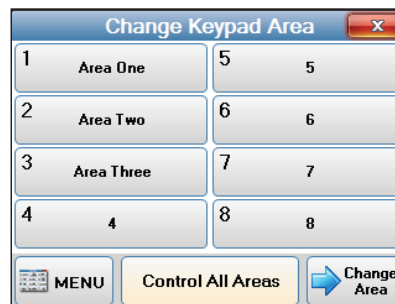 Change Keypad Area
x
1 Area One
5 5
2 Area Two
6 6
3 Area Three
7 7
4 4
8 8
MENU
Control All Areas
Change
Area